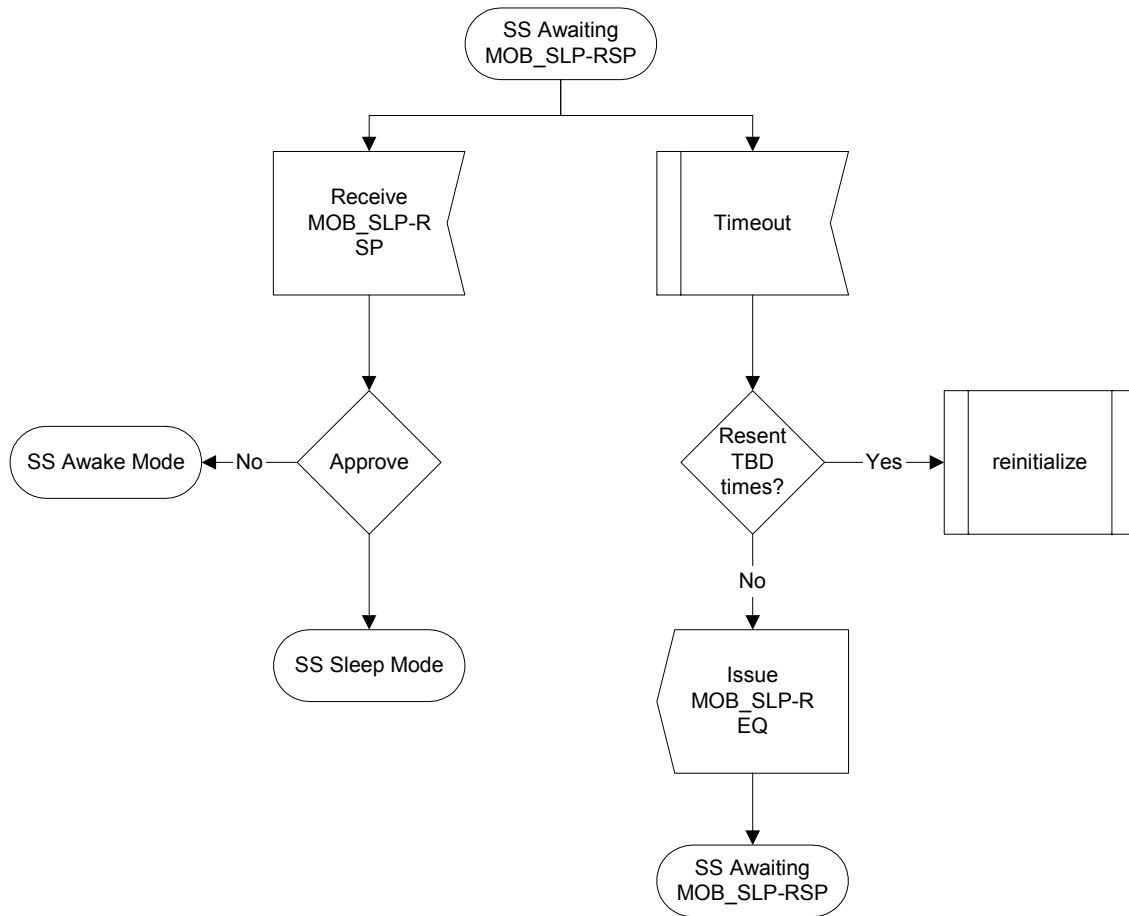 SS Awaiting
MOB_SLP-RSP
Receive
MOB_SLP-R
SP
Timeout
SS Awake Mode
No
Approve
Resent
TBD
times?
Yes
reinitialize
No
SS Sleep Mode
Issue
MOB_SLP-R
EQ
SS Awaiting
MOB_SLP-RSP